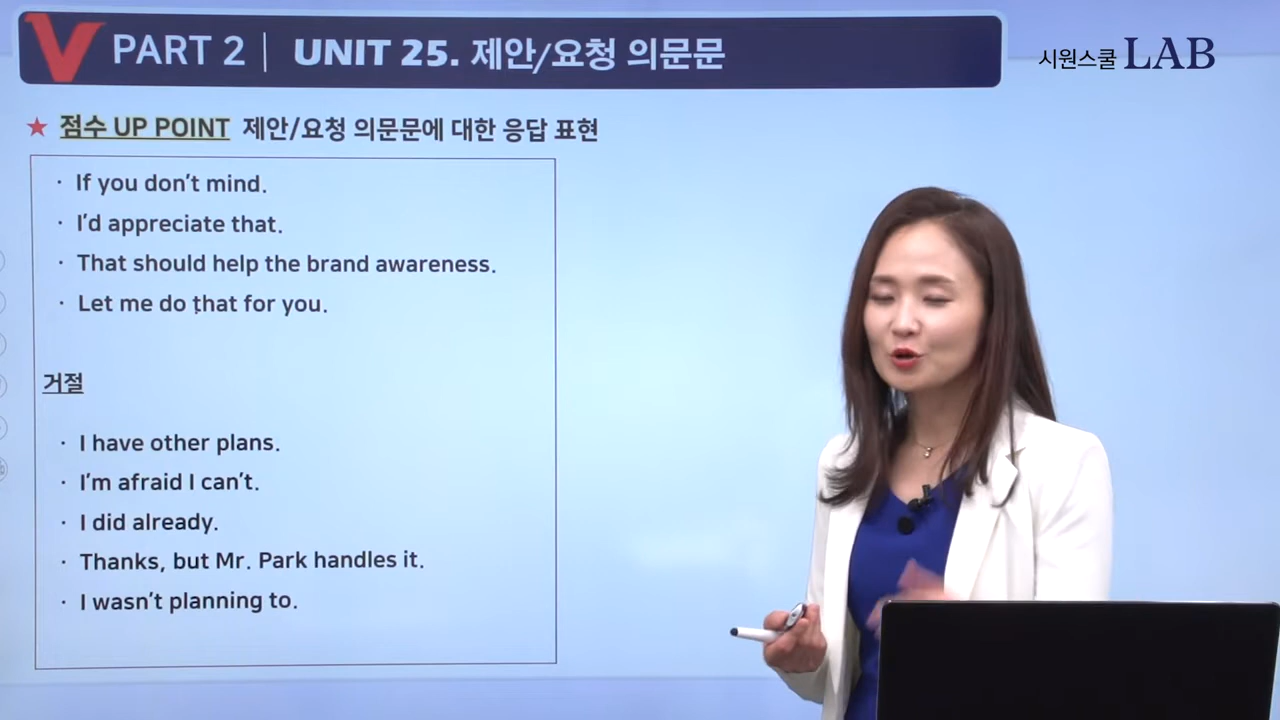 PART 2 | UNIT 25. 제안/요청 의문문
시원스쿨 LAB
★ 점수 UP POINT 제안/요청 의문문에 대한 응답 표현
· If you don't mind.
· I'd appreciate that.
· That should help the brand awareness.
· Let me do that for you.
거절
· I have other plans.
· I'm afraid I can't.
· I did already.
· Thanks, but Mr. Park handles it.
· I wasn't planning to.